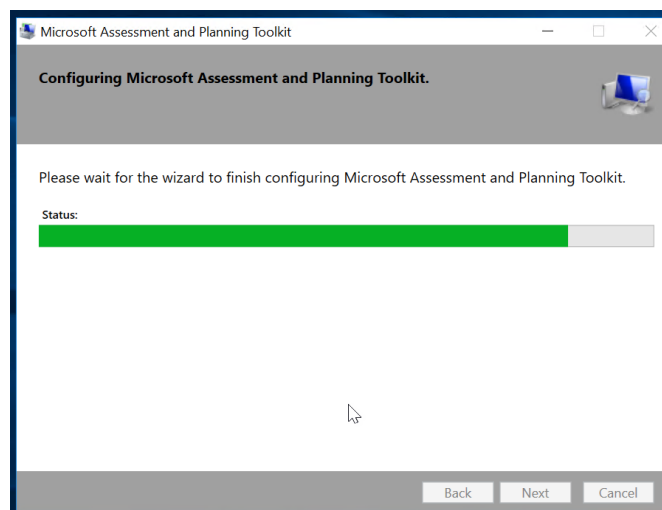 Microsoft Assessment and Planning Toolkit
Configuring Microsoft Assessment and Planning Toolkit.
Please wait for the wizard to finish configuring Microsoft Assessment and Planning Toolkit.
Status:
Back Next Cancel